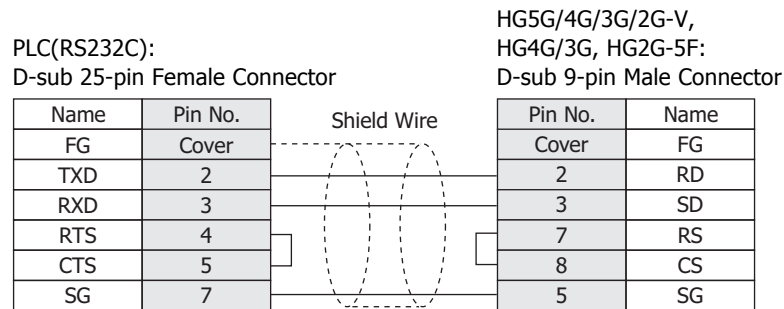 HG5G/4G/3G/2G-V,
PLC(RS232C): HG4G/3G, HG2G-5F:
D-sub 25-pin Female Connector D-sub 9-pin Male Connector
Name Pin No. Shield Wire Pin No. Name
FG Cover Cover FG
TXD 2 2 RD
RXD 3 3 SD
RTS 4 7 RS
CTS 5 8 CS
SG 7 5 SG